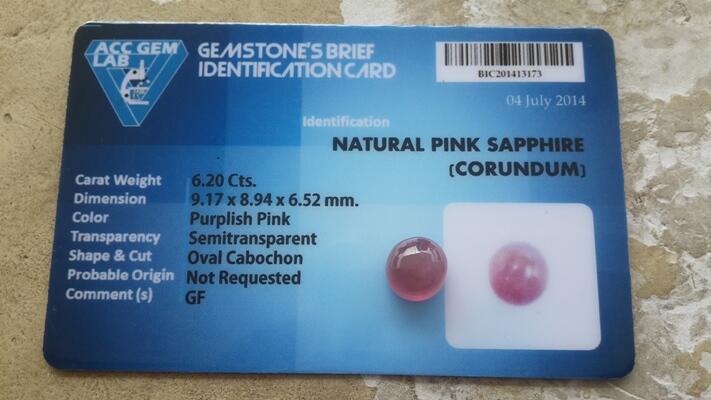 ACC GEM
LAB
GEMSTONE'S BRIEF
IDENTIFICATION CARD
BIC201413173
04 July 2014
Identification
NATURAL PINK SAPPHIRE
(CORUNDUM)
Carat Weight 6.20 Cts.
Dimension 9.17 x 8.94 x 6.52 mm.
Color Purplish Pink
Transparency Semitransparent
Shape & Cut Oval Cabochon
Probable Origin Not Requested
Comment (s) GF